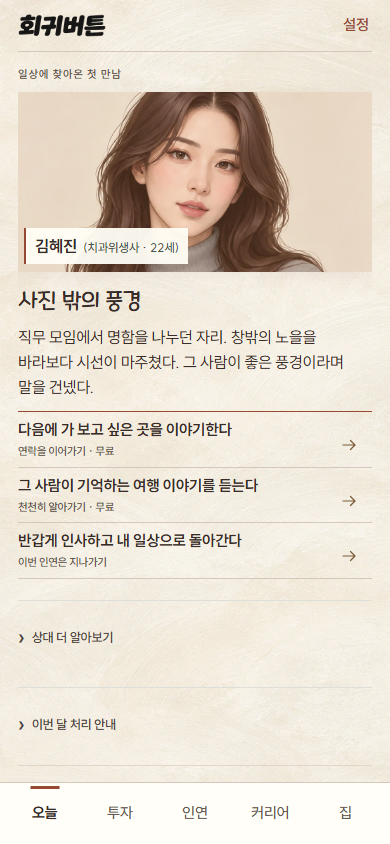 회귀버튼
설정
일상에 찾아온 첫 만남
김혜진 (치과위생사 · 22세)
사진 밖의 풍경
직무 모임에서 명함을 나누던 자리. 창밖의 노을을
바라보다 시선이 마주쳤다. 그 사람이 좋은 풍경이라며
말을 건넸다.
다음에 가 보고 싶은 곳을 이야기한다
연락을 이어가기 · 무료
→
그 사람이 기억하는 여행 이야기를 듣는다
천천히 알아가기 · 무료
→
반갑게 인사하고 내 일상으로 돌아간다
이번 인연은 지나가기
→
› 상대 더 알아보기
› 이번 달 처리 안내
오늘 투자 인연 커리어 집